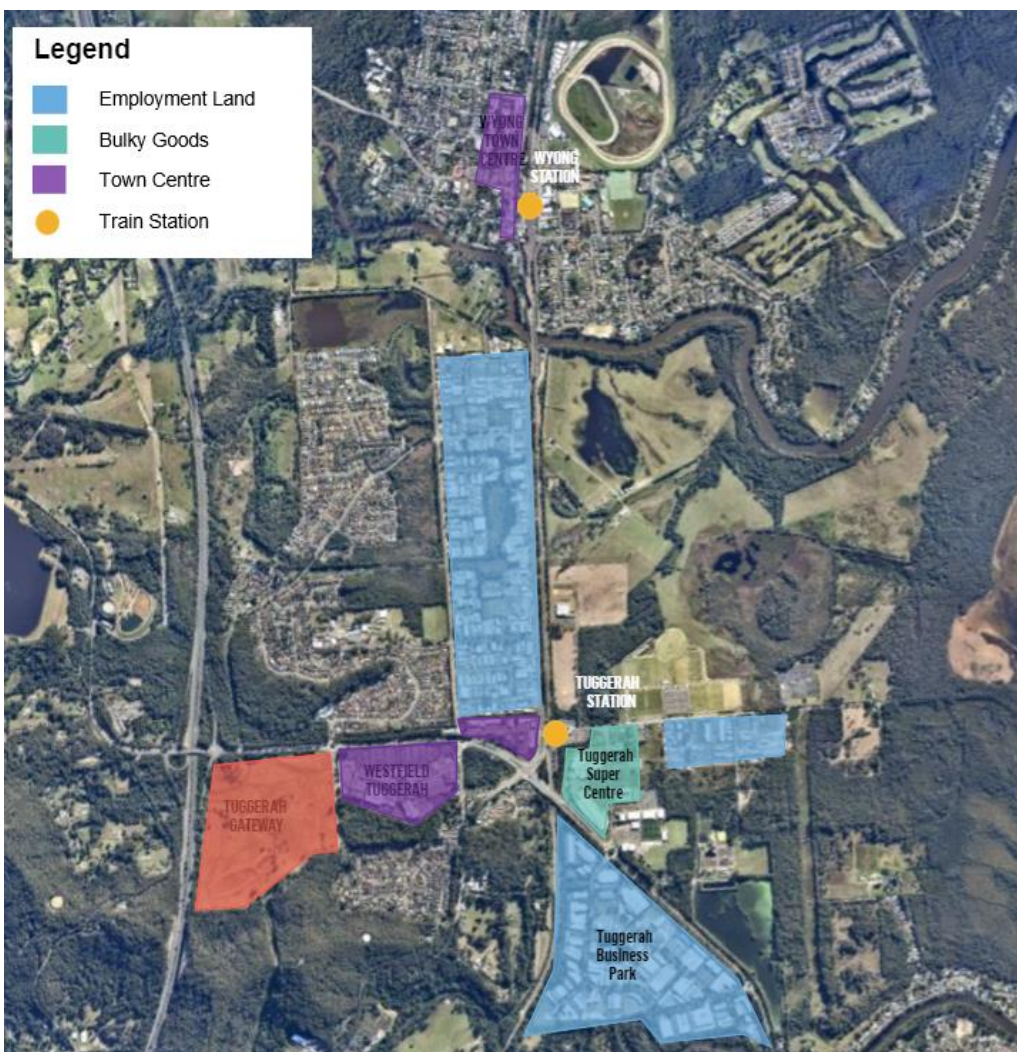 Legend
Employment Land
Bulky Goods
Town Centre
Train Station
WYONG
TOWN
CENTRE
WYONG
STATION
TUGGERAH
STATION
Tuggerah
Super
Centre
WESTFIELD
TUGGERAH
TUGGERAH
GATEWAY
Tuggerah
Business
Park